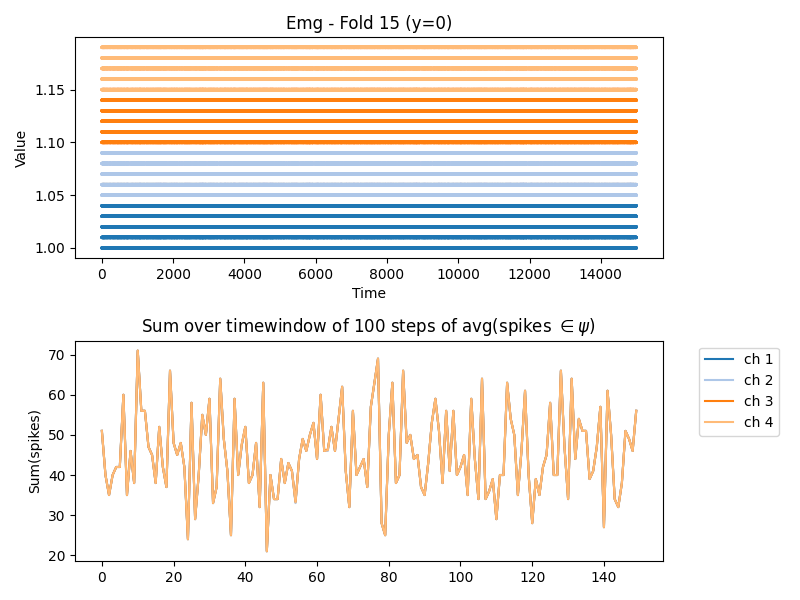 Emg - Fold 15 (y=0)
Value
1.15
1.10
1.05
1.00
0 2000 4000 6000 8000 10000 12000 14000
Time
Sum over timewindow of 100 steps of avg(spikes ∈ ψ)
Sum(spikes)
70
60
50
40
30
20
0 20 40 60 80 100 120 140
ch 1
ch 2
ch 3
ch 4